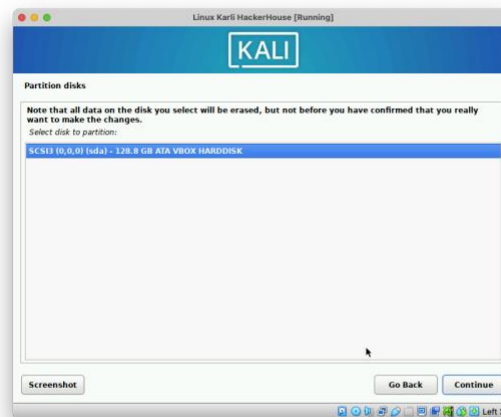 Linux Karli HackerHouse [Running]
KALI
Partition disks
Note that all data on the disk you select will be erased, but not before you have confirmed that you really
want to make the changes.
Select disk to partition:
SCSI3 (0,0,0) (sda) - 128.8 GB ATA VBOX HARDDISK
Screenshot
Go Back
Continue
Left